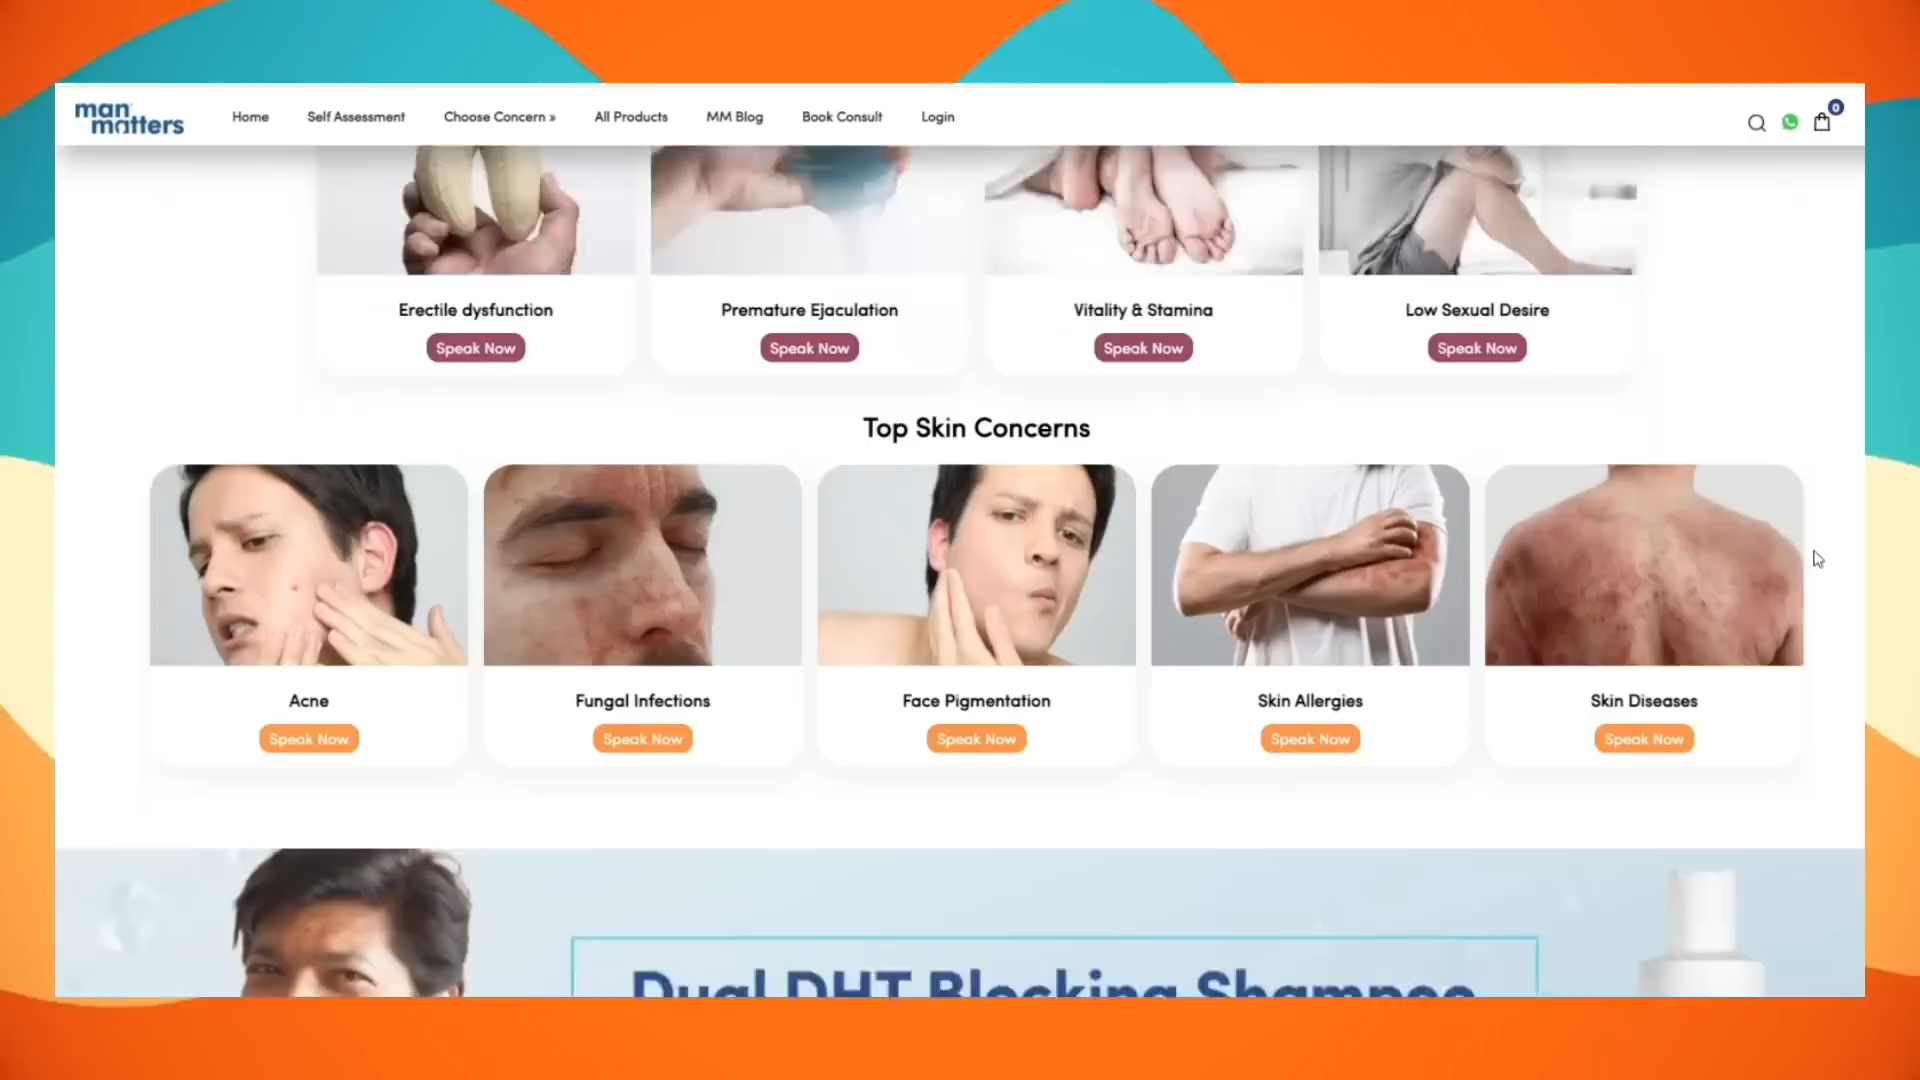 man
matters
Home Self Assessment Choose Concern » All Products MM Blog Book Consult Login
0
Erectile dysfunction Premature Ejaculation Vitality & Stamina Low Sexual Desire
Speak Now Speak Now Speak Now Speak Now
Top Skin Concerns
Acne Fungal Infections Face Pigmentation Skin Allergies Skin Diseases
Speak Now Speak Now Speak Now Speak Now Speak Now
Dual DHT Blocking Shampoo